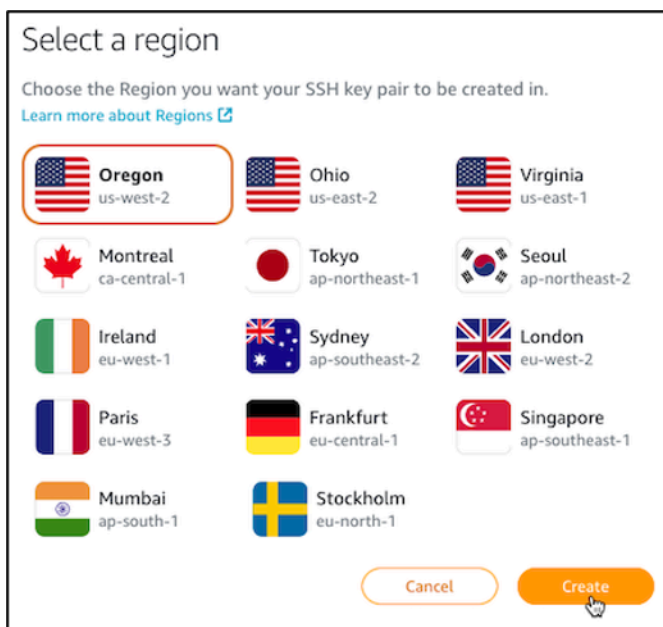 Select a region
Choose the Region you want your SSH key pair to be created in.
Learn more about Regions
Oregon
us-west-2
Ohio
us-east-2
Virginia
us-east-1
Montreal
ca-central-1
Tokyo
ap-northeast-1
Seoul
ap-northeast-2
Ireland
eu-west-1
Sydney
ap-southeast-2
London
eu-west-2
Paris
eu-west-3
Frankfurt
eu-central-1
Singapore
ap-southeast-1
Mumbai
ap-south-1
Stockholm
eu-north-1
Cancel
Create